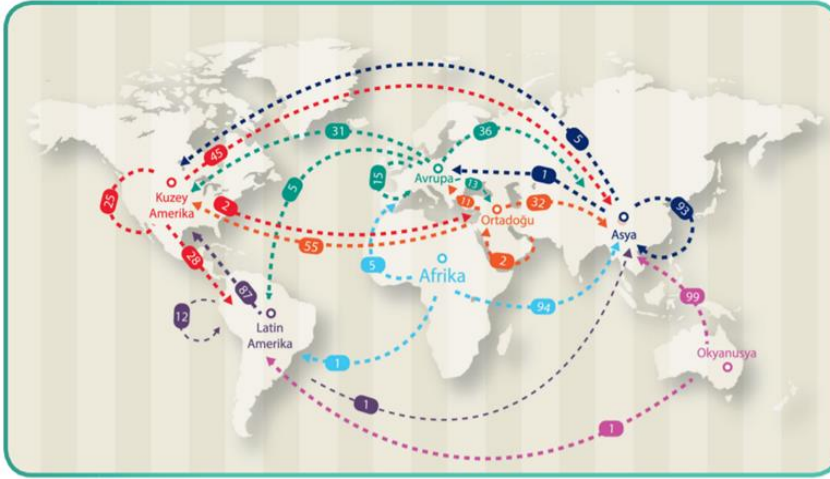 5
31
36
45
Avrupa
1
15
13
Kuzey
Amerika
25
2
11
Ortadoğu
32
93
Asya
55
28
2
5
Afrika
5
87
94
99
12
Latin
Amerika
Okyanusya
1
1
1